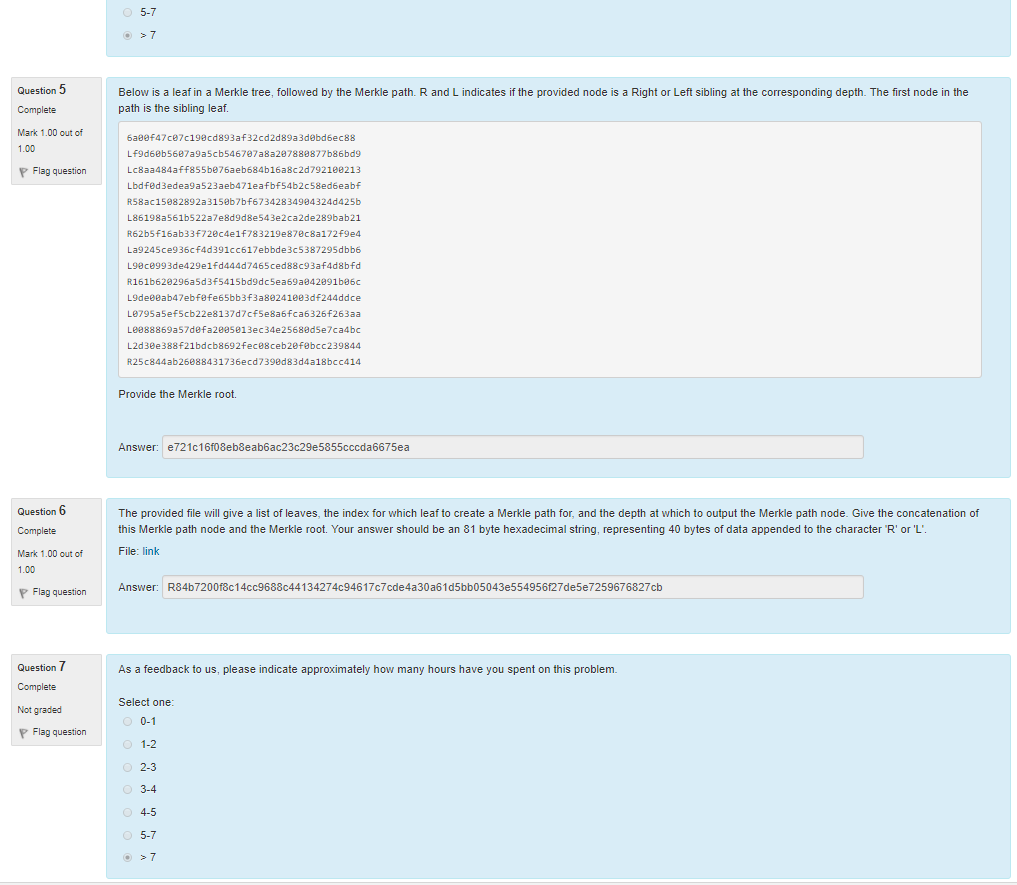 5-7
> 7
Question 5
Complete
Mark 1.00 out of
1.00
Flag question
Below is a leaf in a Merkle tree, followed by the Merkle path. R and L indicates if the provided node is a Right or Left sibling at the corresponding depth. The first node in the
path is the sibling leaf.
6a00f47c07c190cd893af32cd2d89a3d0bd6ec88
Lf9d60b5607a9a5cb546707a8a207880877b86bd9
Lc8aa484aff855b076aeb684b16a8c2d792100213
Lbdf0d3edea9a523aeb471eafbf54b2c58ed6eabf
R58ac15082892a3150b7bf67342834904324d425b
L86198a561b522a7e8d9d8e543e2ca2de289bab21
R62b5f16ab33f720c4e1f783219e870c8a172f9e4
La9245ce936cf4d391cc617ebbde3c5387295dbb6
L90c0993de429e1fd444d7465ced88c93af4d8bfd
R161b620296a5d3f5415bd9dc5ea69a042091b06c
L9de00ab47ebf0fe65bb3f3a80241003df244ddce
L0795a5ef5cb22e8137d7cf5e8a6fca6326f263aa
L0088869a57d0fa2005013ec34e25680d5e7ca4bc
L2d30e388f21bdcb8692fec08ceb20f0bcc239844
R25c844ab26088431736ecd7390d83d4a18bcc414
Provide the Merkle root.
Answer: e721c16f08eb8eab6ac23c29e5855cccda6675ea
Question 6
Complete
Mark 1.00 out of
1.00
Flag question
The provided file will give a list of leaves, the index for which leaf to create a Merkle path for, and the depth at which to output the Merkle path node. Give the concatenation of
this Merkle path node and the Merkle root. Your answer should be an 81 byte hexadecimal string, representing 40 bytes of data appended to the character 'R' or 'L'.
File: link
Answer: R84b7200f8c14cc9688c44134274c94617c7cde4a30a61d5bb05043e554956f27de5e7259676827cb
Question 7
Complete
Not graded
Flag question
As a feedback to us, please indicate approximately how many hours have you spent on this problem.
Select one:
0-1
1-2
2-3
3-4
4-5
5-7
> 7